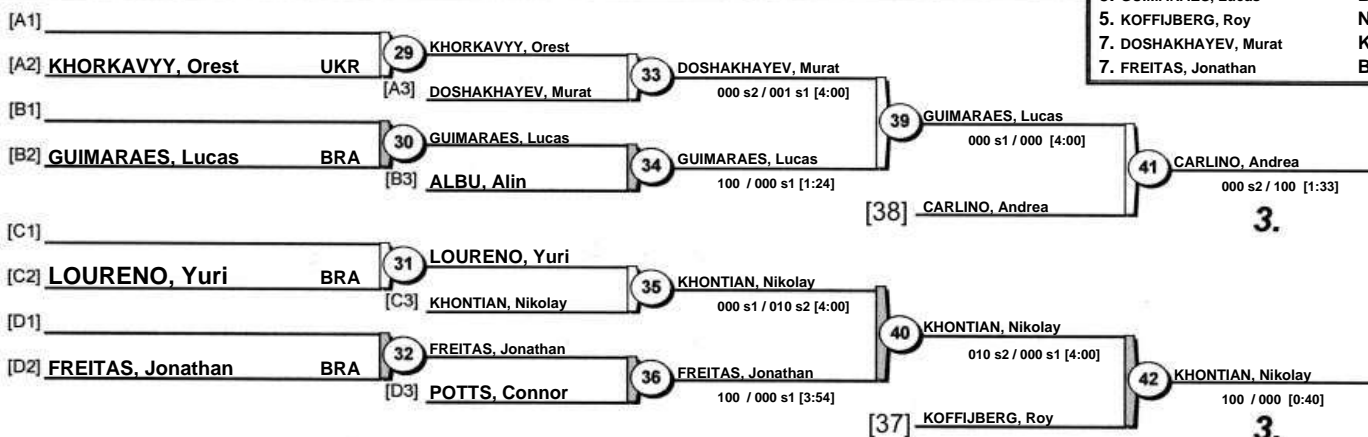 5. KOFFIJBERG, Roy N
7. DOSHAKHAYEV, Murat K
7. FREITAS, Jonathan B
[A1]
[A2] KHORKAVYY, Orest UKR
29
KHORKAVYY, Orest
[A3] DOSHAKHAYEV, Murat
33
DOSHAKHAYEV, Murat
000 s2 / 001 s1 [4:00]
[B1]
[B2] GUIMARAES, Lucas BRA
30
GUIMARAES, Lucas
[B3] ALBU, Alin
34
GUIMARAES, Lucas
100 / 000 s1 [1:24]
39
GUIMARAES, Lucas
000 s1 / 000 [4:00]
[38] CARLINO, Andrea
41
CARLINO, Andrea
000 s2 / 100 [1:33]
3.
[C1]
[C2] LOURENO, Yuri BRA
31
LOURENO, Yuri
[C3] KHONTIAN, Nikolay
35
KHONTIAN, Nikolay
000 s1 / 010 s2 [4:00]
[D1]
[D2] FREITAS, Jonathan BRA
32
FREITAS, Jonathan
[D3] POTTS, Connor
36
FREITAS, Jonathan
100 / 000 s1 [3:54]
40
KHONTIAN, Nikolay
010 s2 / 000 s1 [4:00]
[37] KOFFIJBERG, Roy
42
KHONTIAN, Nikolay
100 / 000 [0:40]
3.